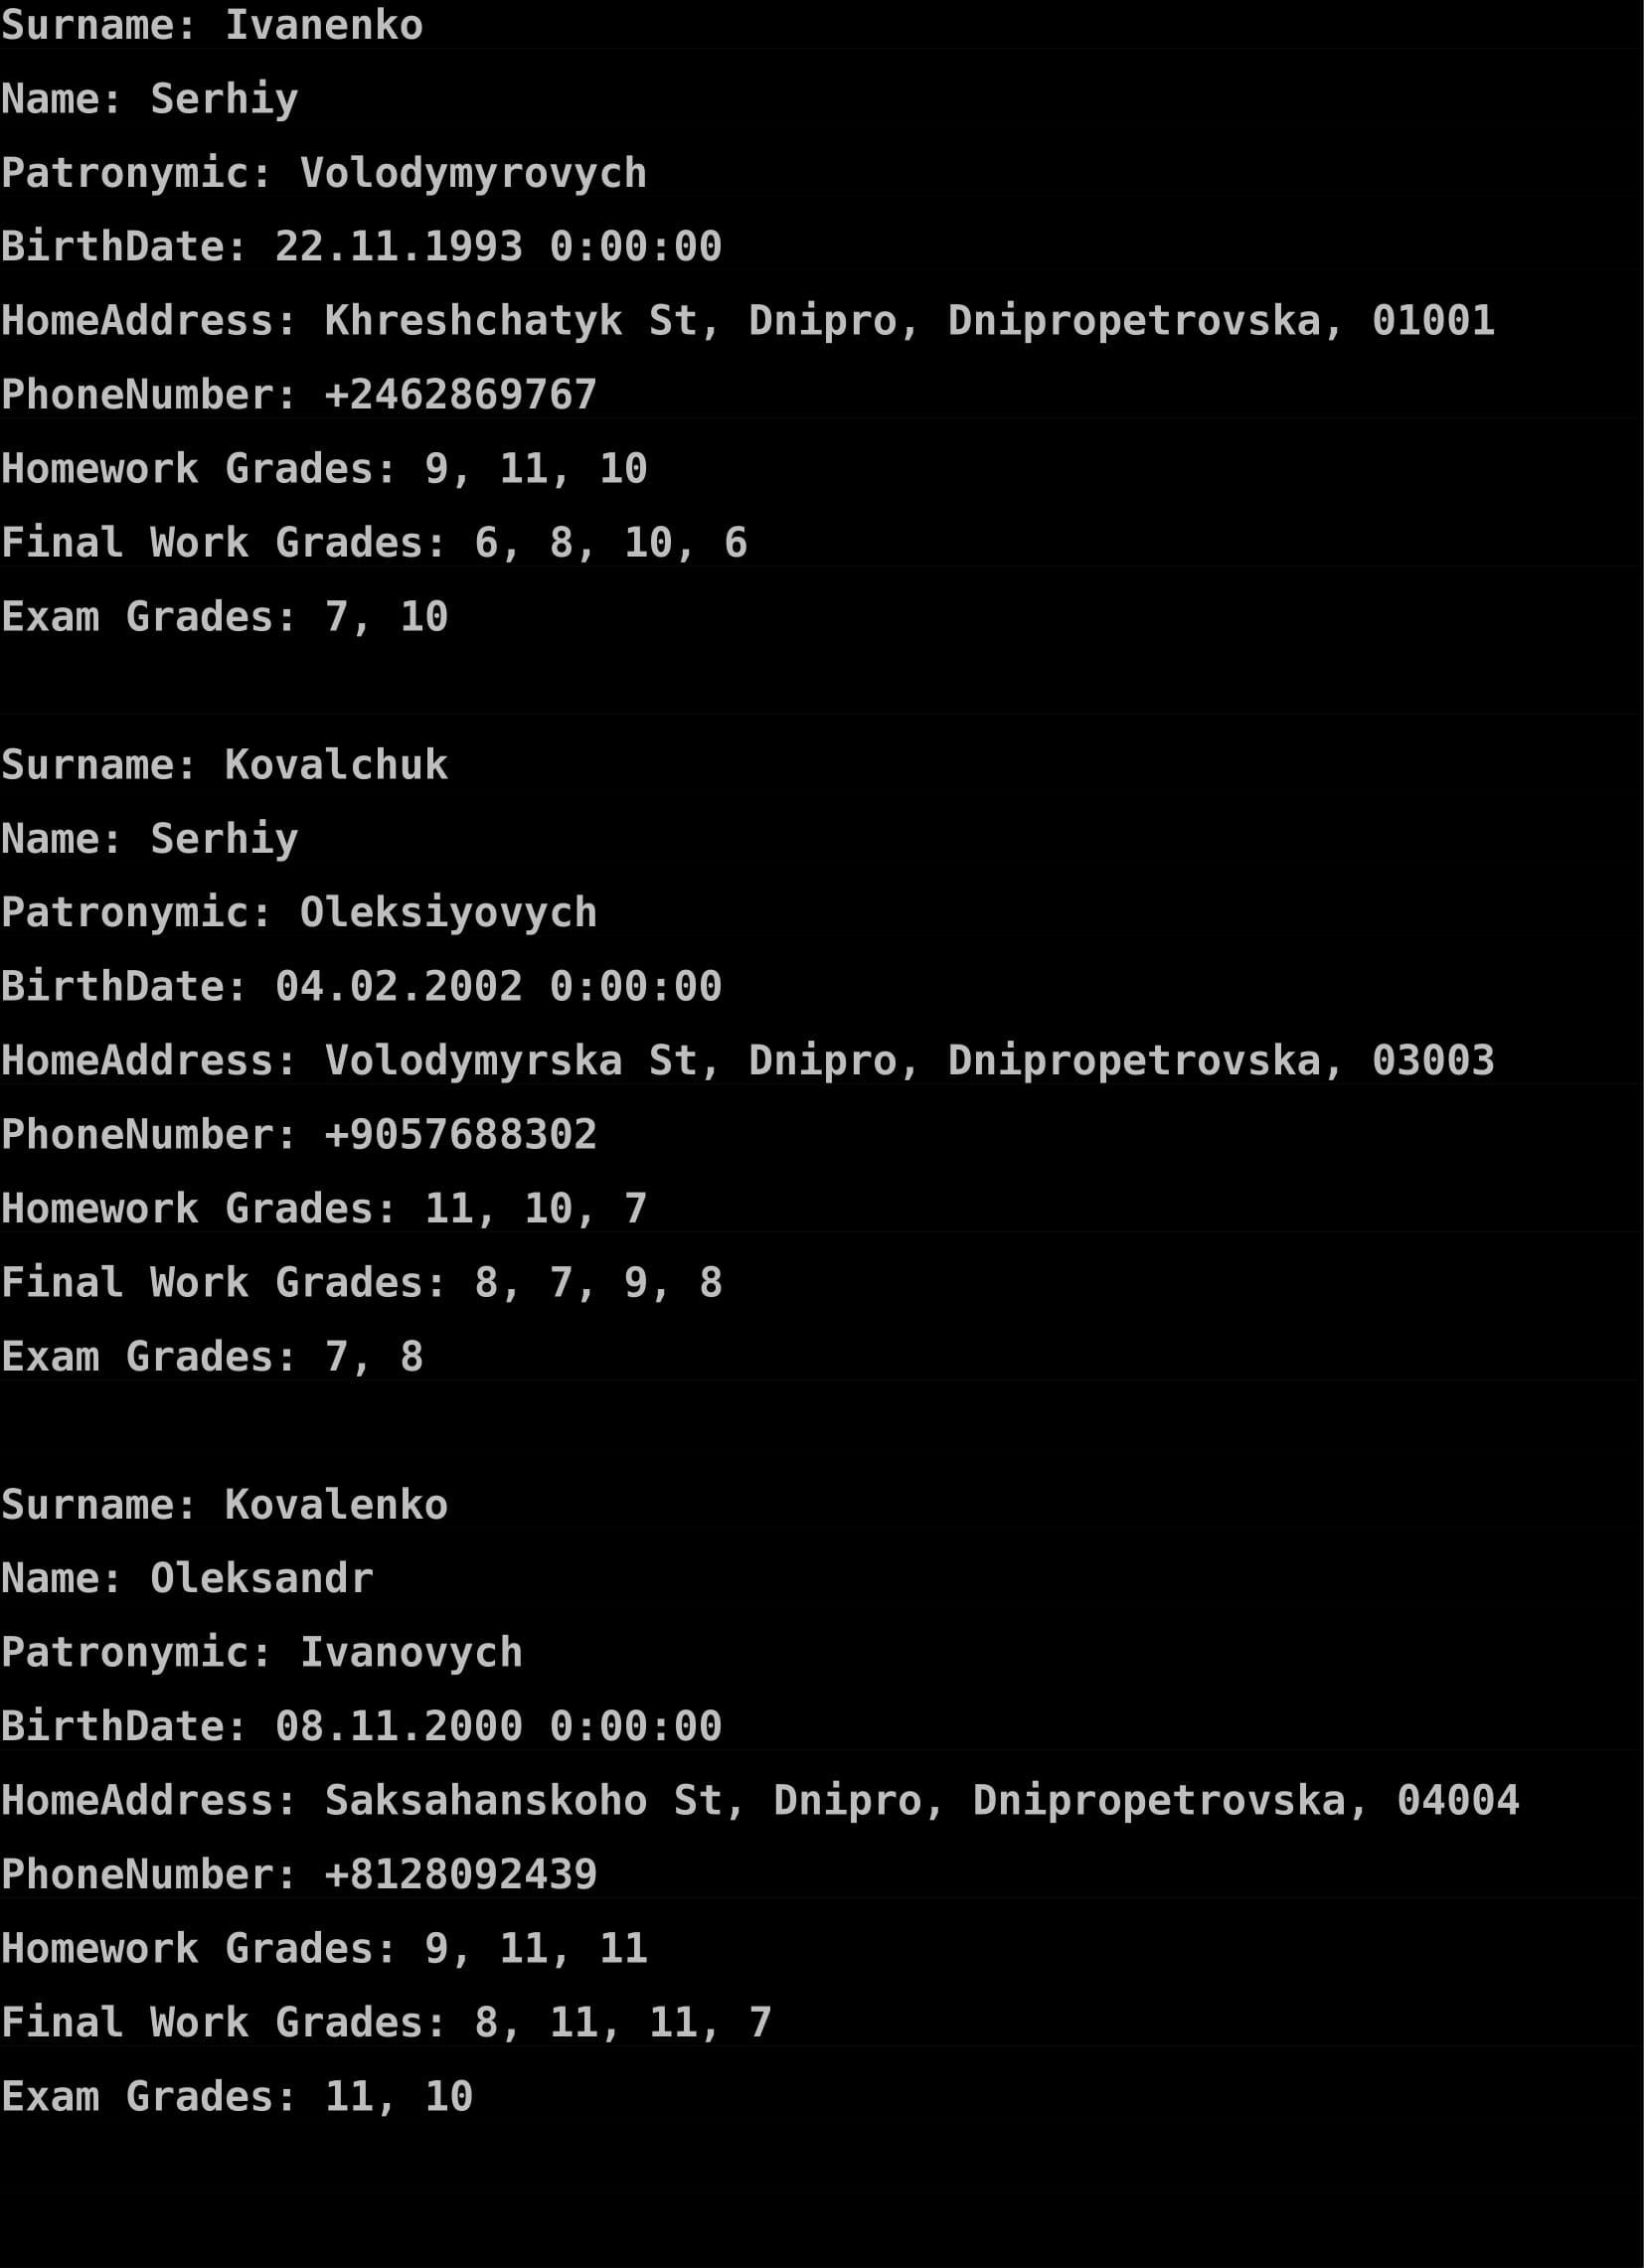 Surname: Ivanenko
Name: Serhiy
Patronymic: Volodymyrovych
BirthDate: 22.11.1993 0:00:00
HomeAddress: Khreshchatyk St, Dnipro, Dnipropetrovska, 01001
PhoneNumber: +2462869767
Homework Grades: 9, 11, 10
Final Work Grades: 6, 8, 10, 6
Exam Grades: 7, 10
Surname: Kovalchuk
Name: Serhiy
Patronymic: Oleksiyovych
BirthDate: 04.02.2002 0:00:00
HomeAddress: Volodymyrska St, Dnipro, Dnipropetrovska, 03003
PhoneNumber: +9057688302
Homework Grades: 11, 10, 7
Final Work Grades: 8, 7, 9, 8
Exam Grades: 7, 8
Surname: Kovalenko
Name: Oleksandr
Patronymic: Ivanovych
BirthDate: 08.11.2000 0:00:00
HomeAddress: Saksahanskoho St, Dnipro, Dnipropetrovska, 04004
PhoneNumber: +8128092439
Homework Grades: 9, 11, 11
Final Work Grades: 8, 11, 11, 7
Exam Grades: 11, 10